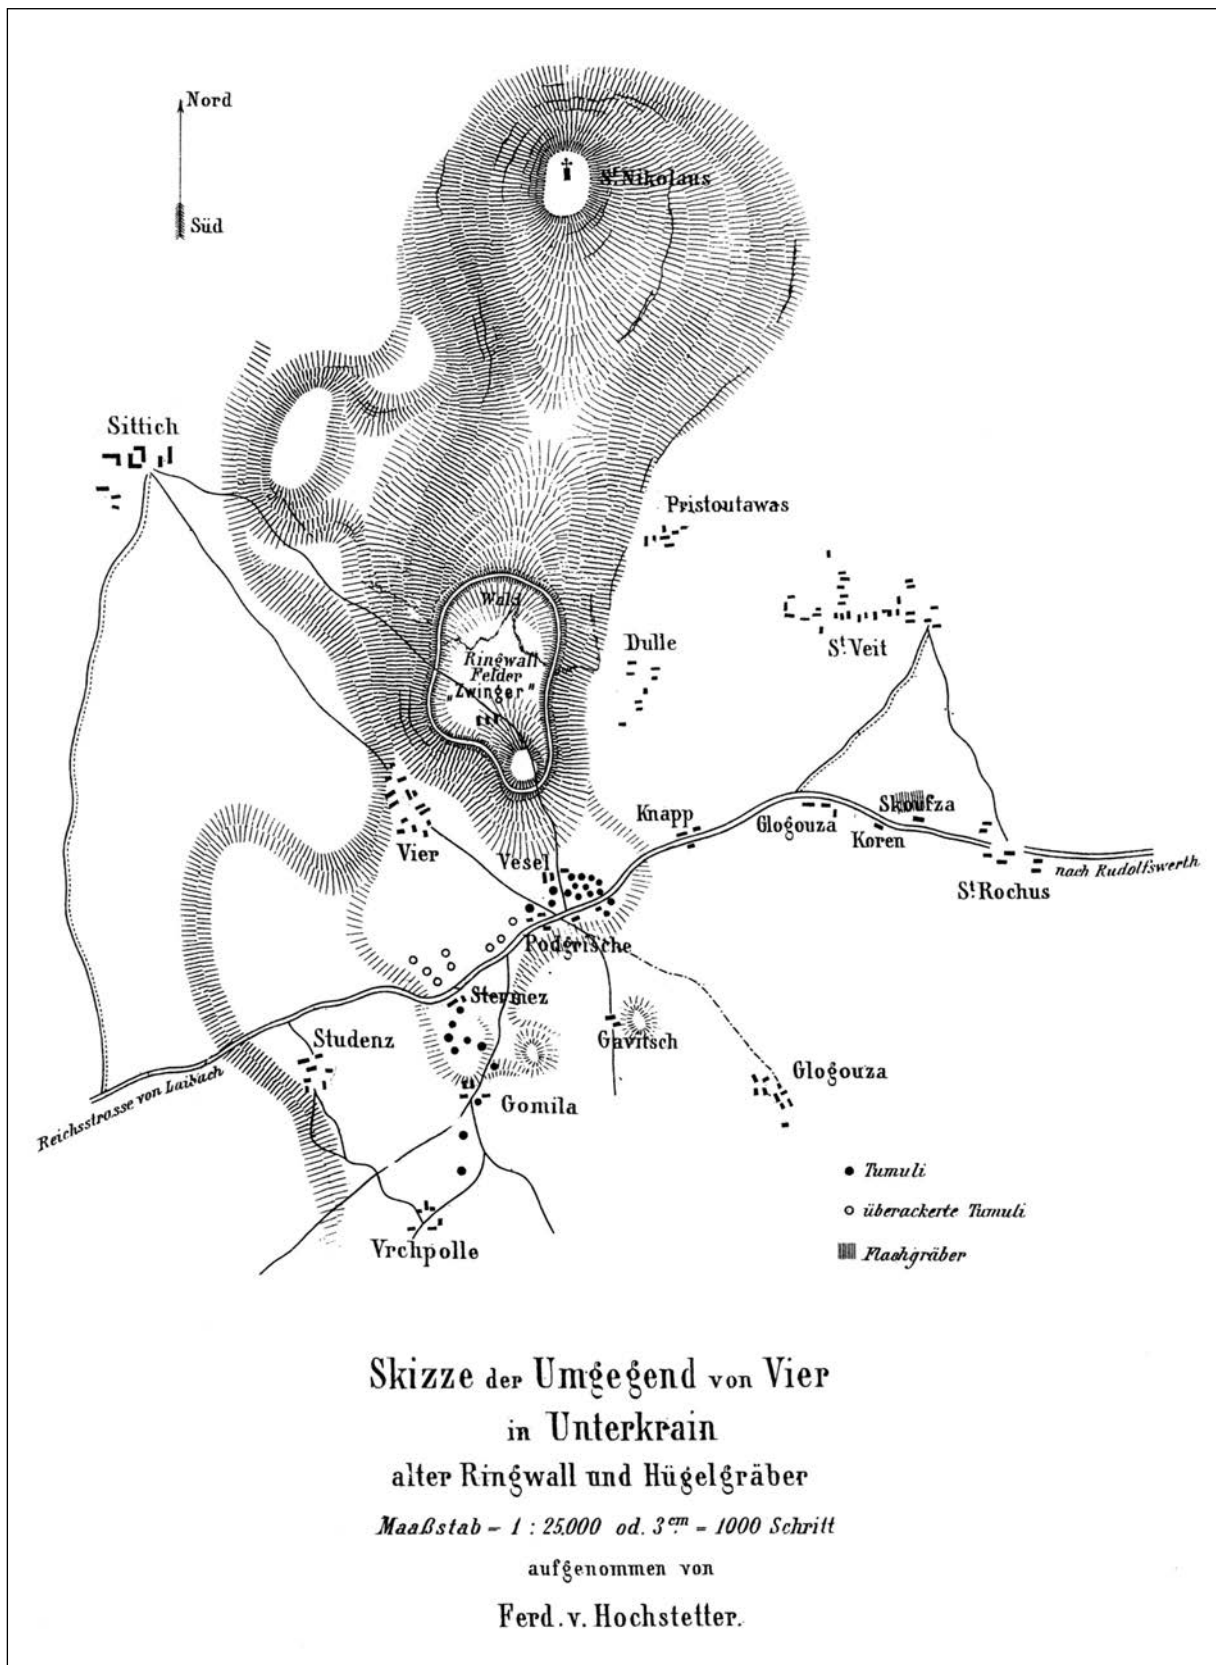 Nord
Süd
St. Nikolaus
Sittich
Pristoutawas
Wald
Ringwall
Felder
„Zwinger"
Dulle
St. Veit
Vier
Vesel
Knapp
Glogouza
Koren
Skoufza
St. Rochus
nach Rudolfswerth
Podgrische
Stermez
Studenz
Gavitsch
Glogouza
Gomila
Reichsstrasse von Laibach
Vrchpolle
Tumuli
überackerte Tumuli
Flachgräber
Skizze der Umgegend von Vier
in Unterkrain
alter Ringwall und Hügelgräber
Maaßstab = 1 : 25.000 od. 3 cm. = 1000 Schritt
aufgenommen von
Ferd. v. Hochstetter.